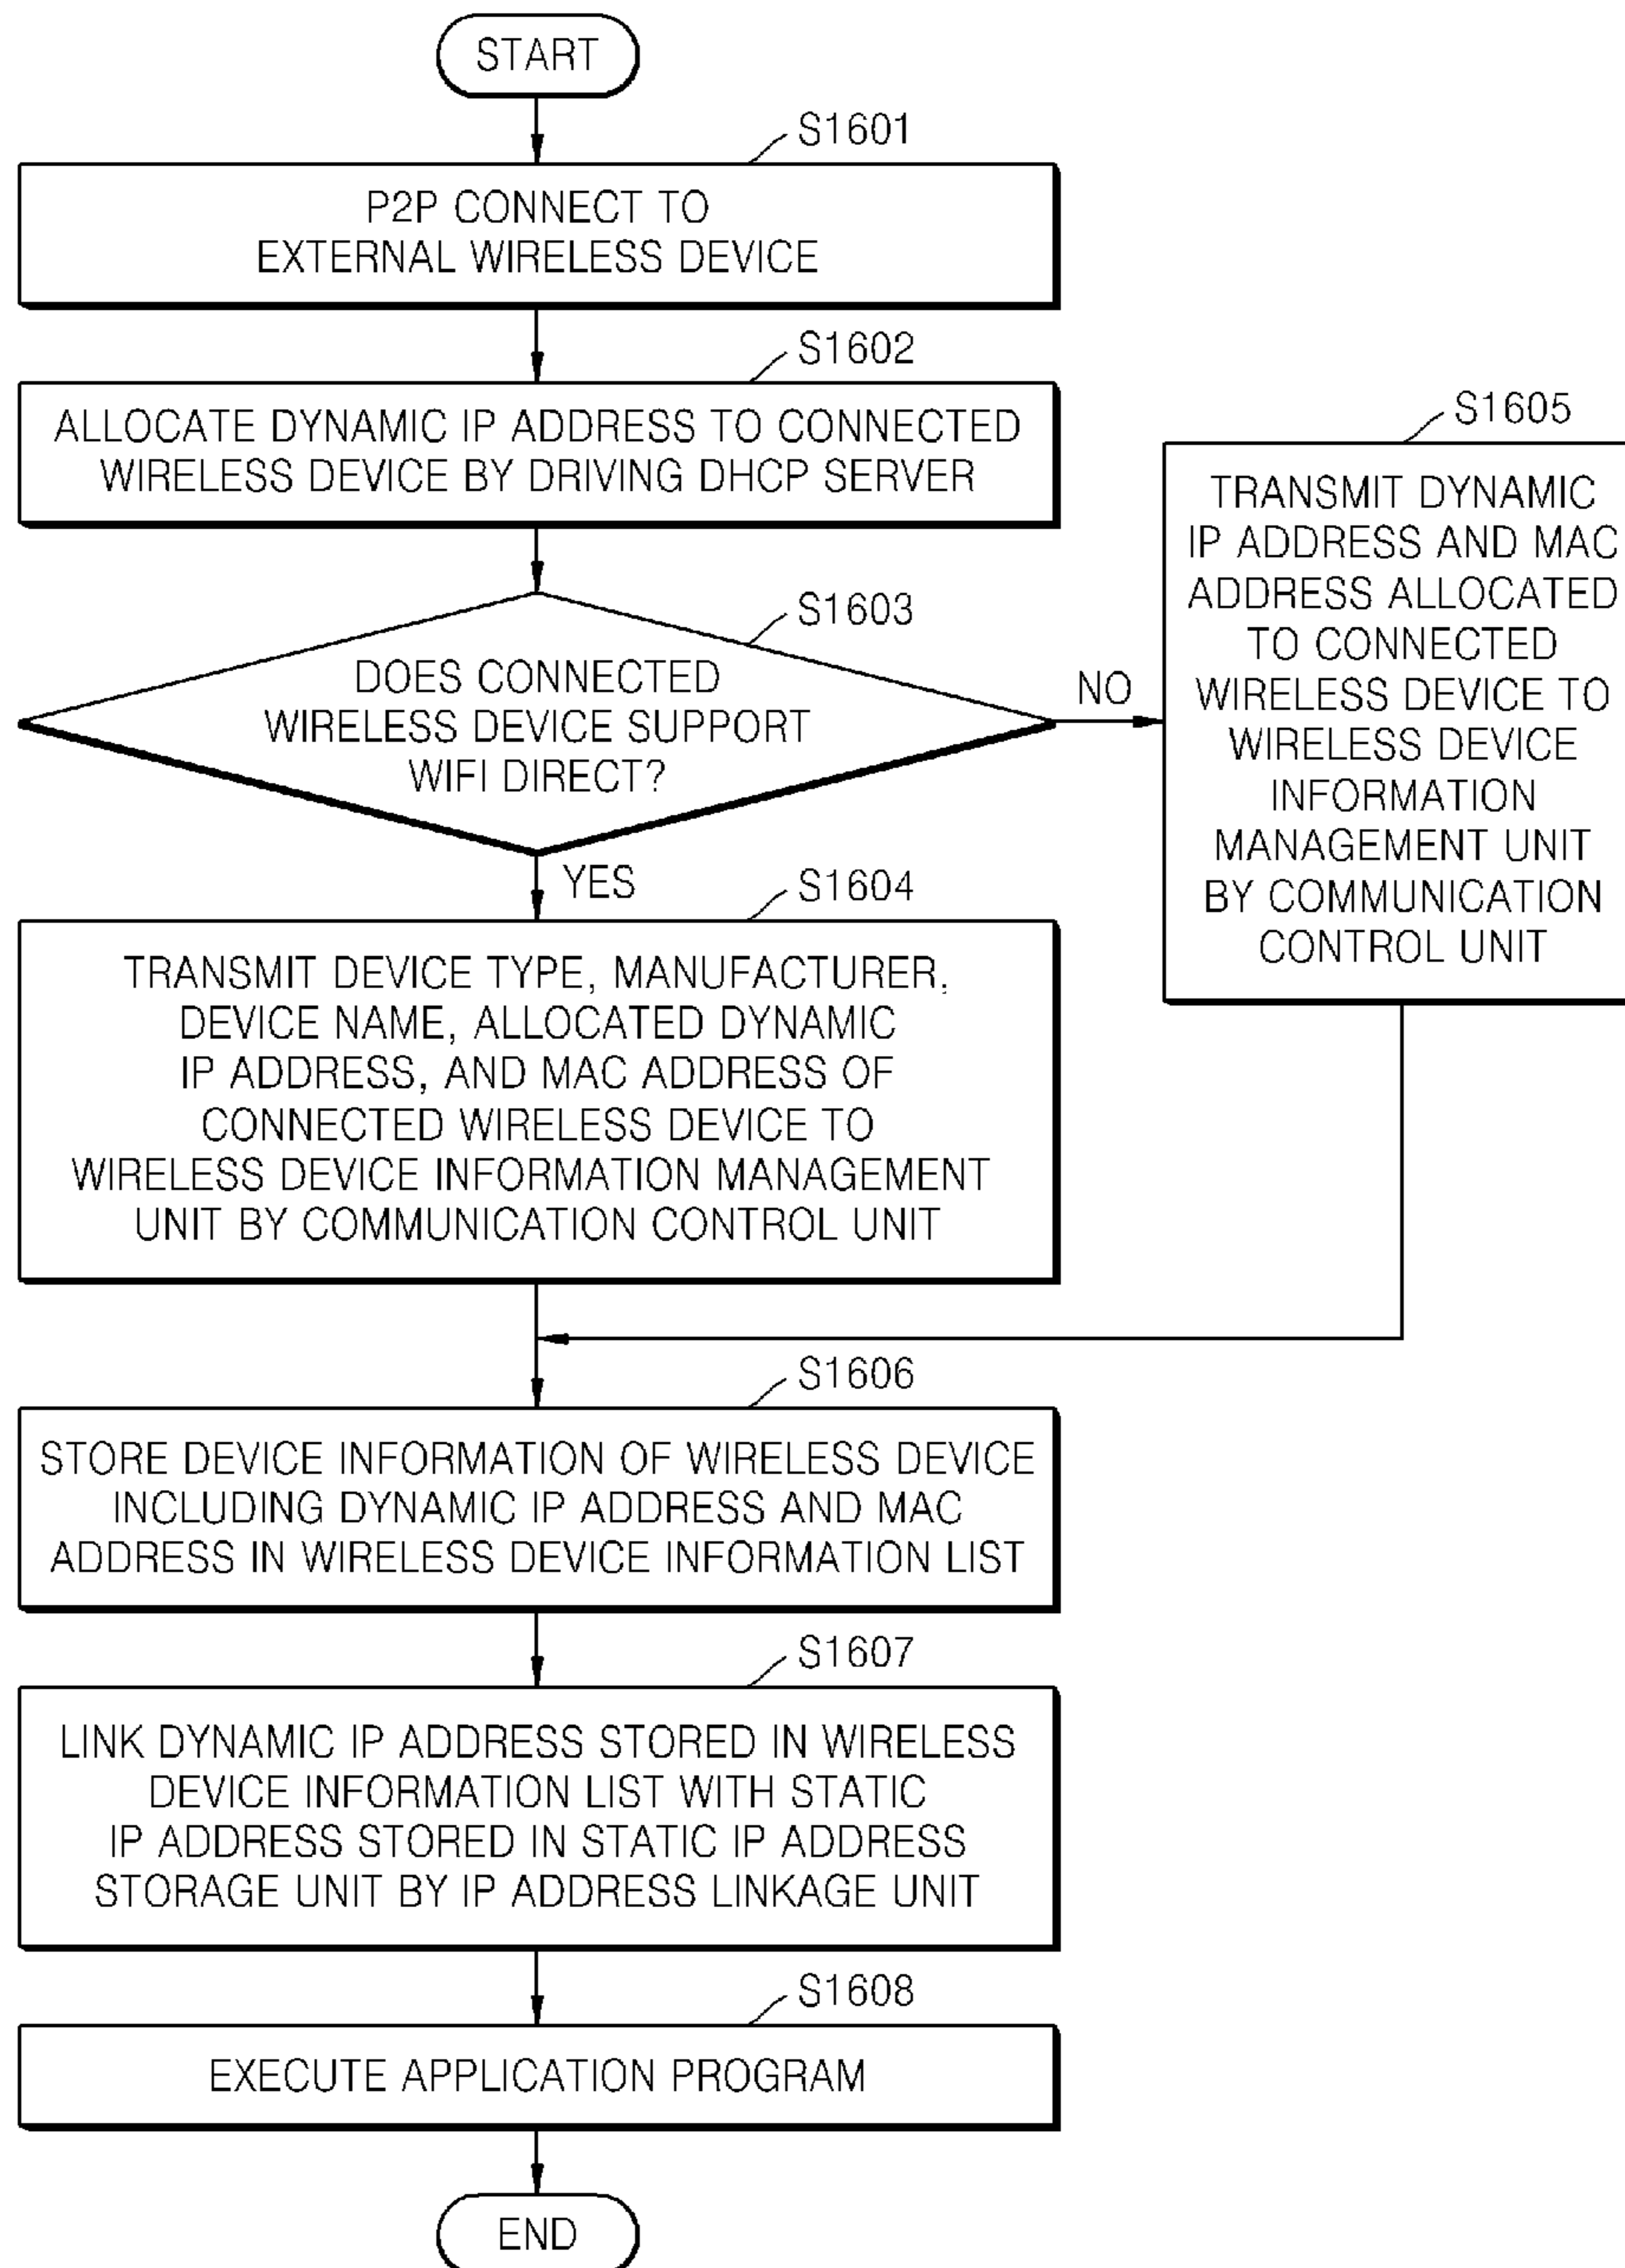 START
S1601
P2P CONNECT TO
EXTERNAL WIRELESS DEVICE
S1602
ALLOCATE DYNAMIC IP ADDRESS TO CONNECTED
WIRELESS DEVICE BY DRIVING DHCP SERVER
S1603
DOES CONNECTED
WIRELESS DEVICE SUPPORT
WIFI DIRECT?
NO
S1605
TRANSMIT DYNAMIC
IP ADDRESS AND MAC
ADDRESS ALLOCATED
TO CONNECTED
WIRELESS DEVICE TO
WIRELESS DEVICE
INFORMATION
MANAGEMENT UNIT
BY COMMUNICATION
CONTROL UNIT
YES
S1604
TRANSMIT DEVICE TYPE, MANUFACTURER,
DEVICE NAME, ALLOCATED DYNAMIC
IP ADDRESS, AND MAC ADDRESS OF
CONNECTED WIRELESS DEVICE TO
WIRELESS DEVICE INFORMATION MANAGEMENT
UNIT BY COMMUNICATION CONTROL UNIT
S1606
STORE DEVICE INFORMATION OF WIRELESS DEVICE
INCLUDING DYNAMIC IP ADDRESS AND MAC
ADDRESS IN WIRELESS DEVICE INFORMATION LIST
S1607
LINK DYNAMIC IP ADDRESS STORED IN WIRELESS
DEVICE INFORMATION LIST WITH STATIC
IP ADDRESS STORED IN STATIC IP ADDRESS
STORAGE UNIT BY IP ADDRESS LINKAGE UNIT
S1608
EXECUTE APPLICATION PROGRAM
END